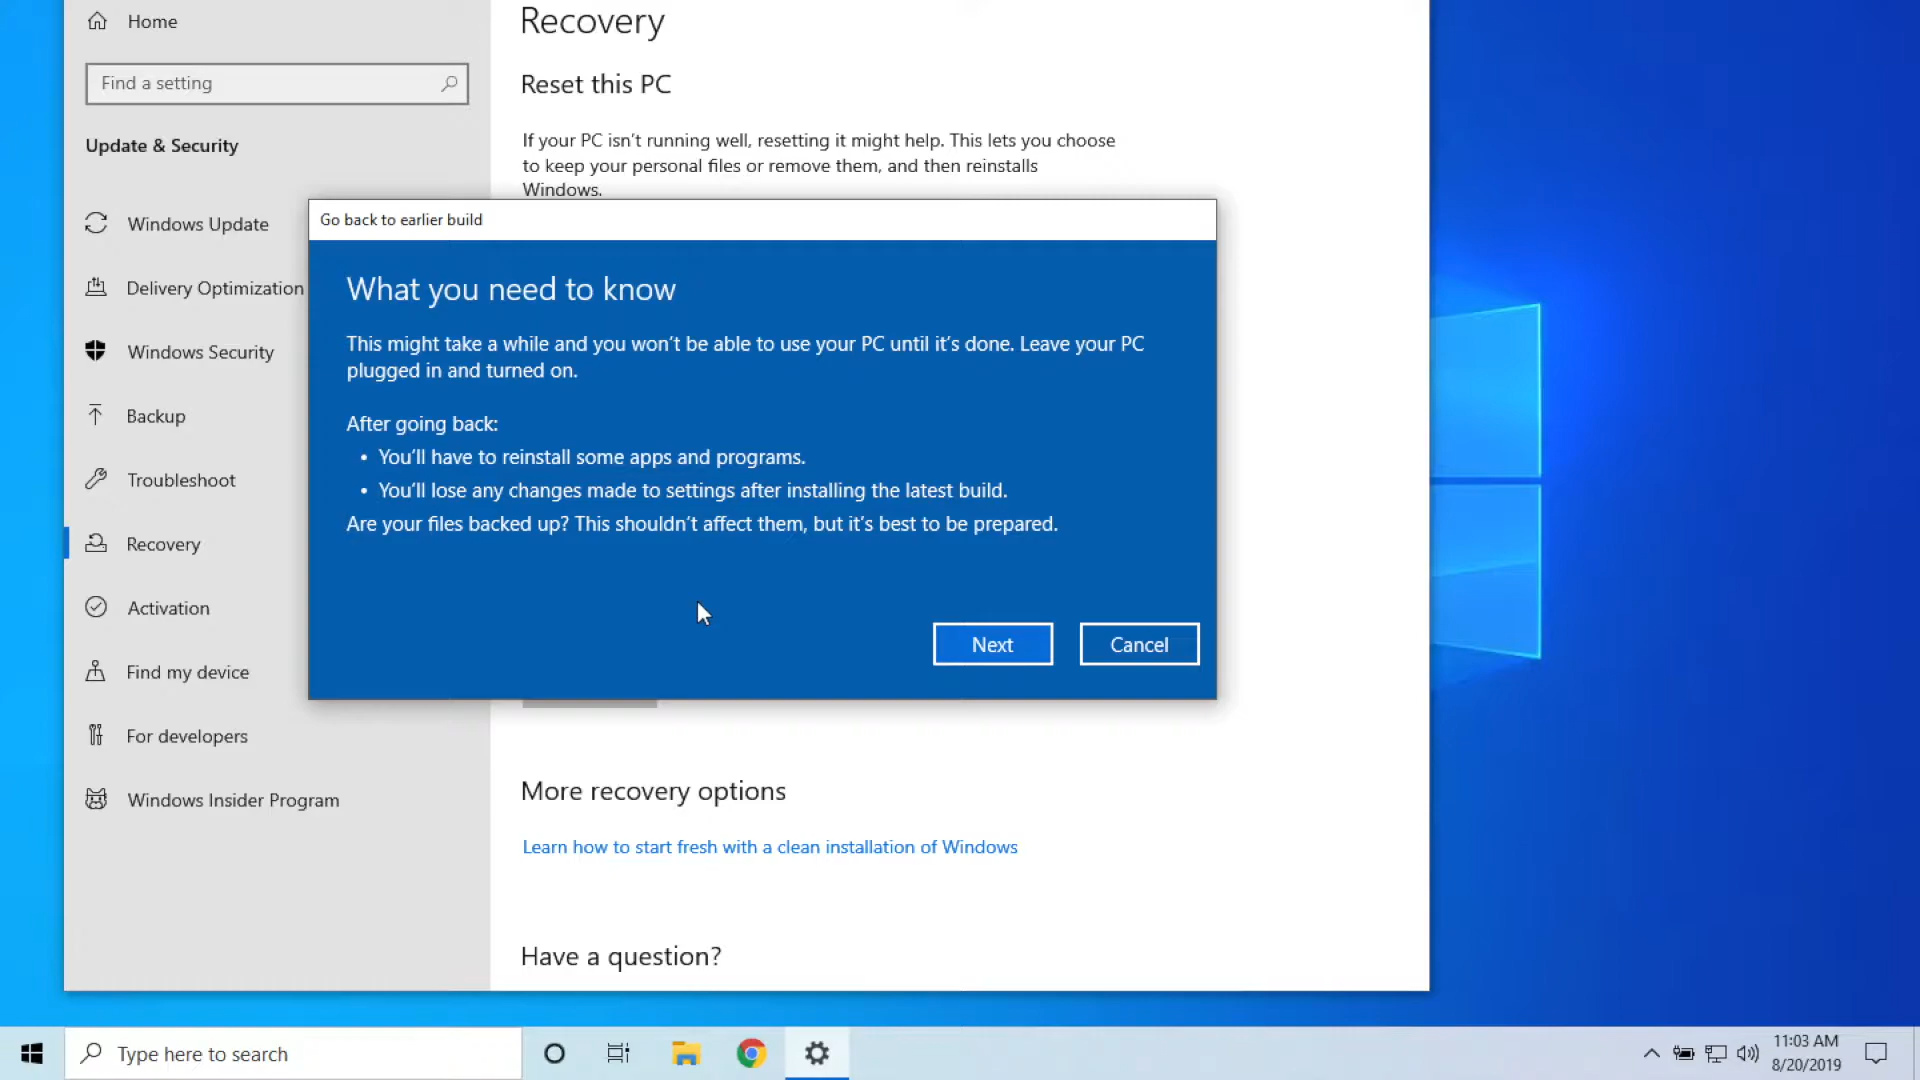 Home
Find a setting
Update & Security
Windows Update
Delivery Optimization
Windows Security
Backup
Troubleshoot
Recovery
Activation
Find my device
For developers
Windows Insider Program
Recovery
Reset this PC
If your PC isn’t running well, resetting it might help. This lets you choose
to keep your personal files or remove them, and then reinstalls
Windows.
Go back to earlier build
What you need to know
This might take a while and you won’t be able to use your PC until it’s done. Leave your PC
plugged in and turned on.
After going back:
• You’ll have to reinstall some apps and programs.
• You’ll lose any changes made to settings after installing the latest build.
Are your files backed up? This shouldn’t affect them, but it’s best to be prepared.
Next
Cancel
More recovery options
Learn how to start fresh with a clean installation of Windows
Have a question?
Type here to search
11:03 AM
8/20/2019